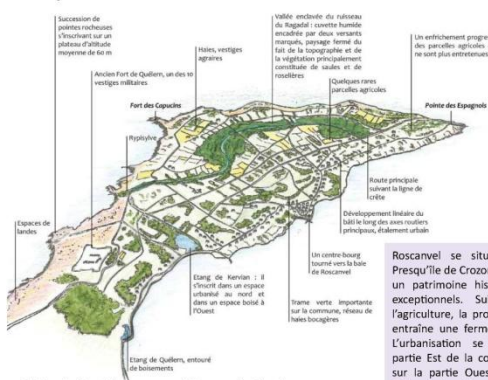 Succession de
pointes rocheuses
s'inscrivant sur un
plateau d'altitude
moyenne de 60 m
Ancien Fort de Quélern, un des 10
vestiges militaires
Haies, vestiges
agraires
Vallée enclavée du ruisseau
du Ragadal : cuvette humide
encadrée par deux versants
marqués, paysage fermé du
fait de la topographie et de
la végétation principalement
constituée de saules et de
roselières
Quelques rares
parcelles agricoles
Un enfrichement progre
des parcelles agricoles
ne sont plus entretenues
Fort des Capucins
Pointe des Espagnols
Rypisylve
Route principale
suivant la ligne de
crête
Développement linéaire du
bâti le long des axes routiers
principaux, étalement urbain
Espaces de
landes
Un centre-bourg
tourné vers la baie
de Roscanvel
Etang de Kervian : il
s'inscrit dans un espace
urbanisé au nord et
dans un espace boisé à
l'Ouest
Trame verte importante
sur la commune, réseau de
haies bocagères
Etang de Quélern, entouré
de boisements
Roscanvel se situ
Presqu'île de Crozo
un patrimoine his
exceptionnels. Su
l'agriculture, la pro
entraîne une ferme
L'urbanisation se
partie Est de la co
sur la partie Oues